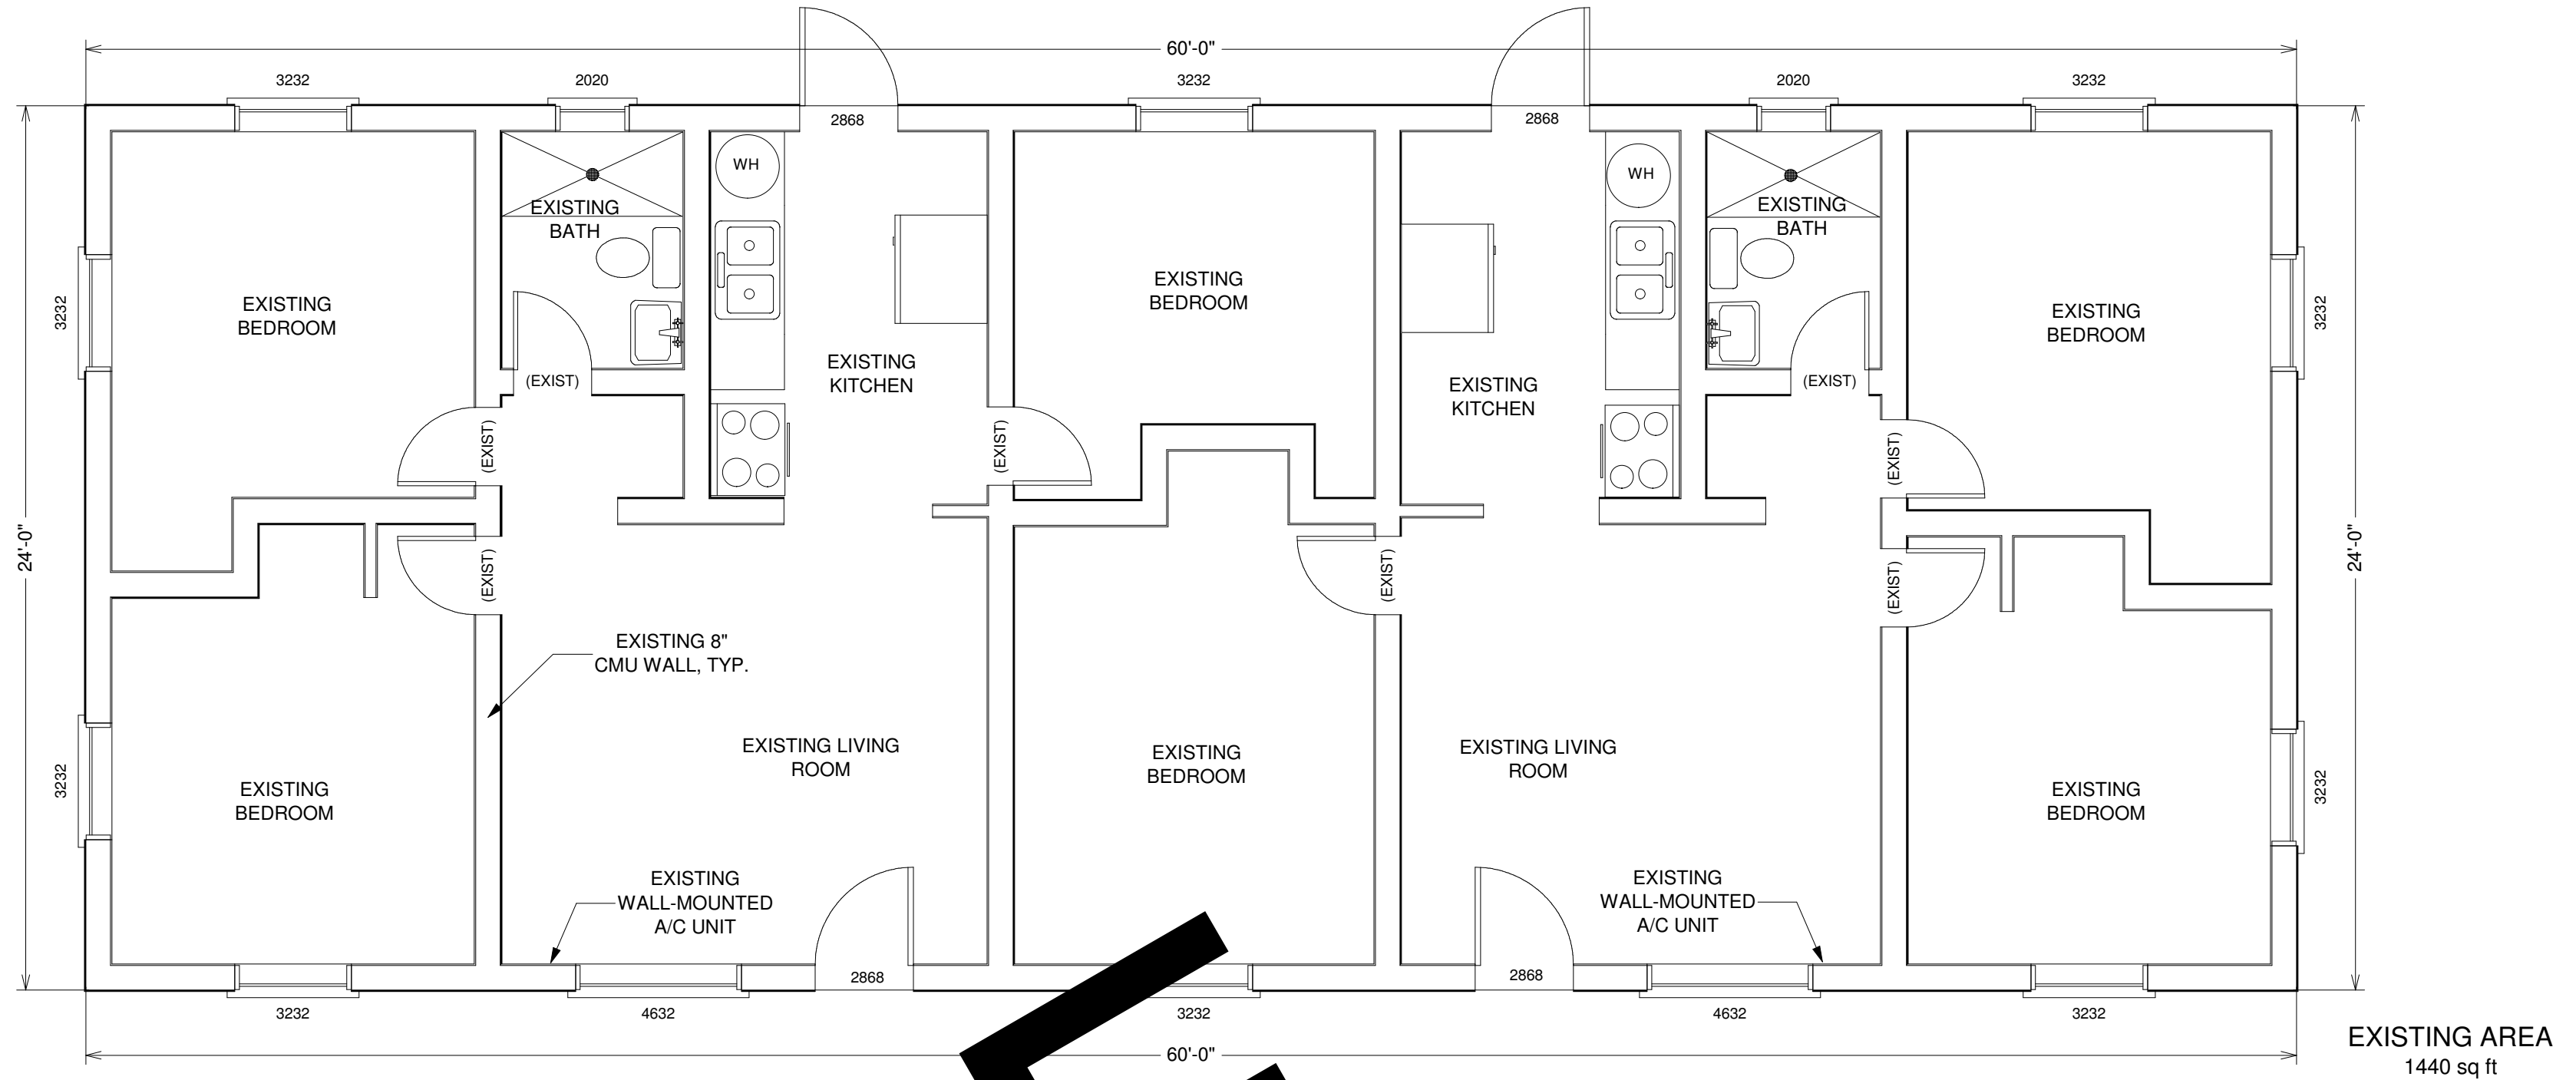 60'-0"
3232
2020
3232
2020
3232
2868
2868
WH
WH
EXISTING
BATH
EXISTING
BATH
EXISTING
BEDROOM
EXISTING
BEDROOM
EXISTING
BEDROOM
3232
3232
EXISTING
KITCHEN
EXISTING
KITCHEN
(EXIST)
(EXIST)
(EXIST)
(EXIST)
(EXIST)
24'-0"
24'-0"
(EXIST)
(EXIST)
(EXIST)
EXISTING 8"
CMU WALL, TYP.
EXISTING LIVING
ROOM
EXISTING
BEDROOM
EXISTING LIVING
ROOM
3232
3232
EXISTING
BEDROOM
EXISTING
BEDROOM
EXISTING
WALL-MOUNTED
A/C UNIT
EXISTING
WALL-MOUNTED
A/C UNIT
2868
2868
3232
4632
3232
4632
3232
60'-0"
EXISTING AREA
1440 sq ft